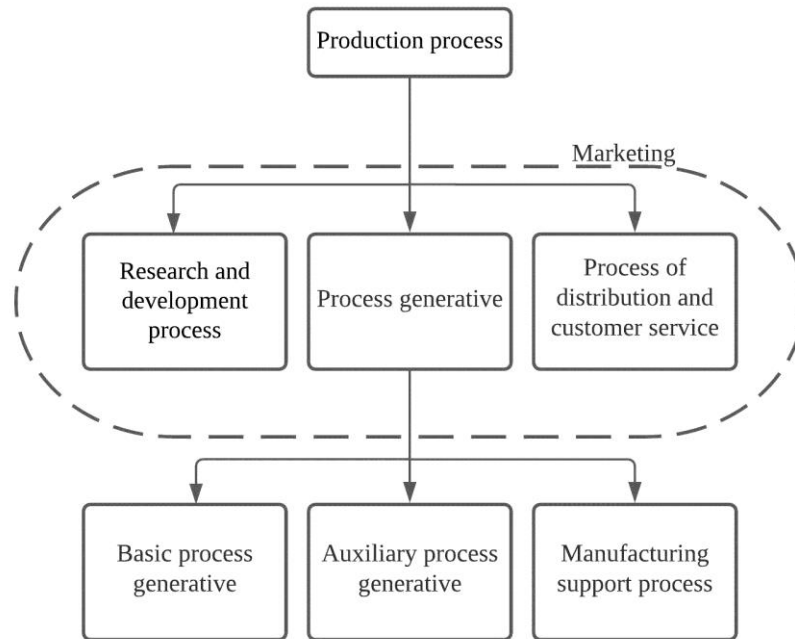 Production process
Marketing
Research and
development
process
Process generative
Process of
distribution and
customer service
Basic process
generative
Auxiliary process
generative
Manufacturing
support process